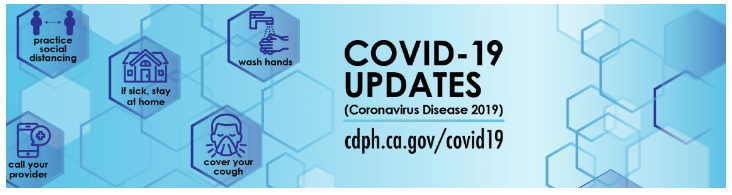 practice
social
distancing
wash hands
if sick, stay
at home
call your
provider
cover your
cough
COVID-19
UPDATES
(Coronavirus Disease 2019)
cdph.ca.gov/covid19